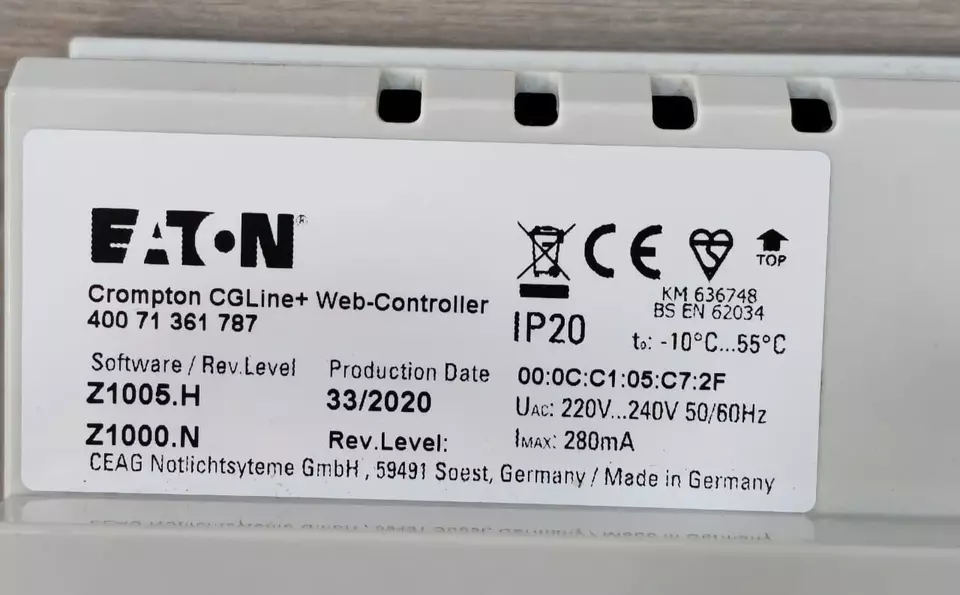 EATON®
Crompton CGLine+ Web-Controller
400 71 361 787
Software / Rev.Level
Z1005.H
Z1000.N
Production Date
33/2020
Rev.Level:
CE
TOP
KM 636748
BS EN 62034
IP20
t₀: -10°C...55°C
00:0C:C1:05:C7:2F
UAC: 220V...240V 50/60Hz
IMAX: 280mA
CEAG Notlichtsyteme GmbH, 59491 Soest, Germany / Made in Germany